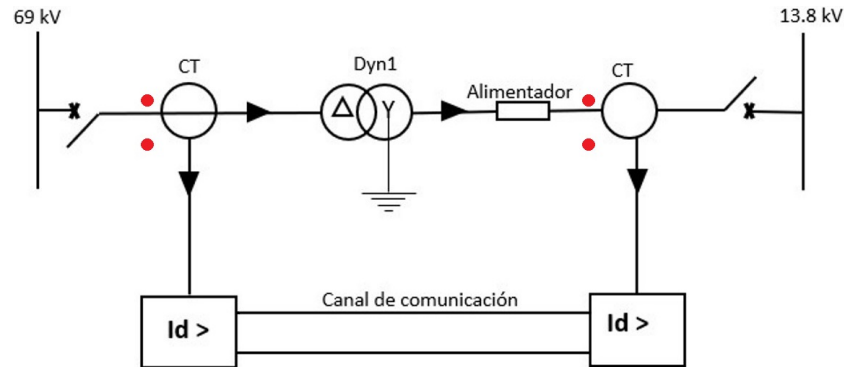 69 kV
13.8 kV
CT
Dyn1
CT
Alimentador
Δ
Y
Canal de comunicación
Id >
Id >